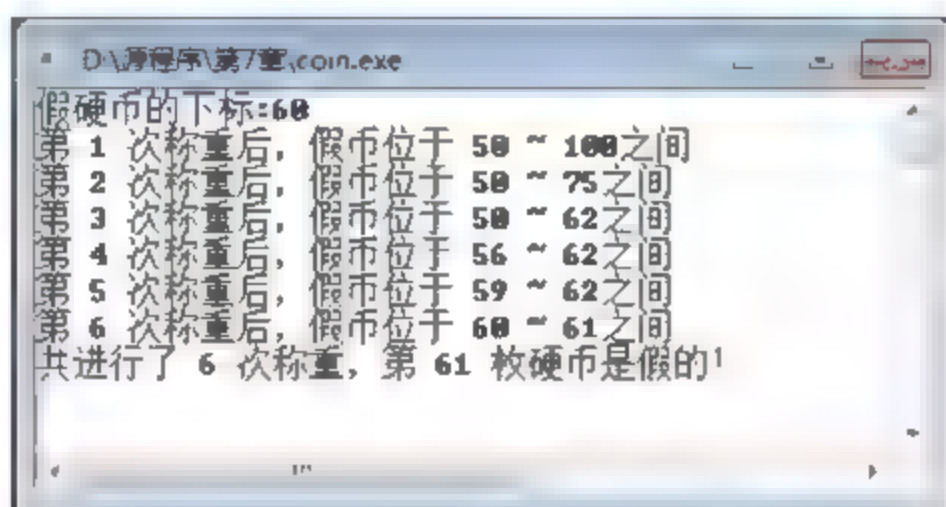 D:\源程序\第7章\coin.exe
假硬币的下标:60
第 1 次称重后, 假币位于 50 ~ 100之间
第 2 次称重后, 假币位于 50 ~ 75之间
第 3 次称重后, 假币位于 50 ~ 62之间
第 4 次称重后, 假币位于 56 ~ 62之间
第 5 次称重后, 假币位于 59 ~ 62之间
第 6 次称重后, 假币位于 60 ~ 61之间
共进行了 6 次称重, 第 61 枚硬币是假的!